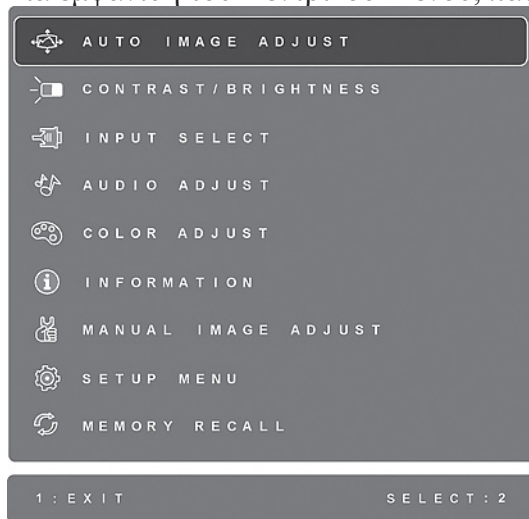 AUTO IMAGE ADJUST
CONTRAST/BRIGHTNESS
INPUT SELECT
AUDIO ADJUST
COLOR ADJUST
INFORMATION
MANUAL IMAGE ADJUST
SETUP MENU
MEMORY RECALL
1:EXIT SELECT:2